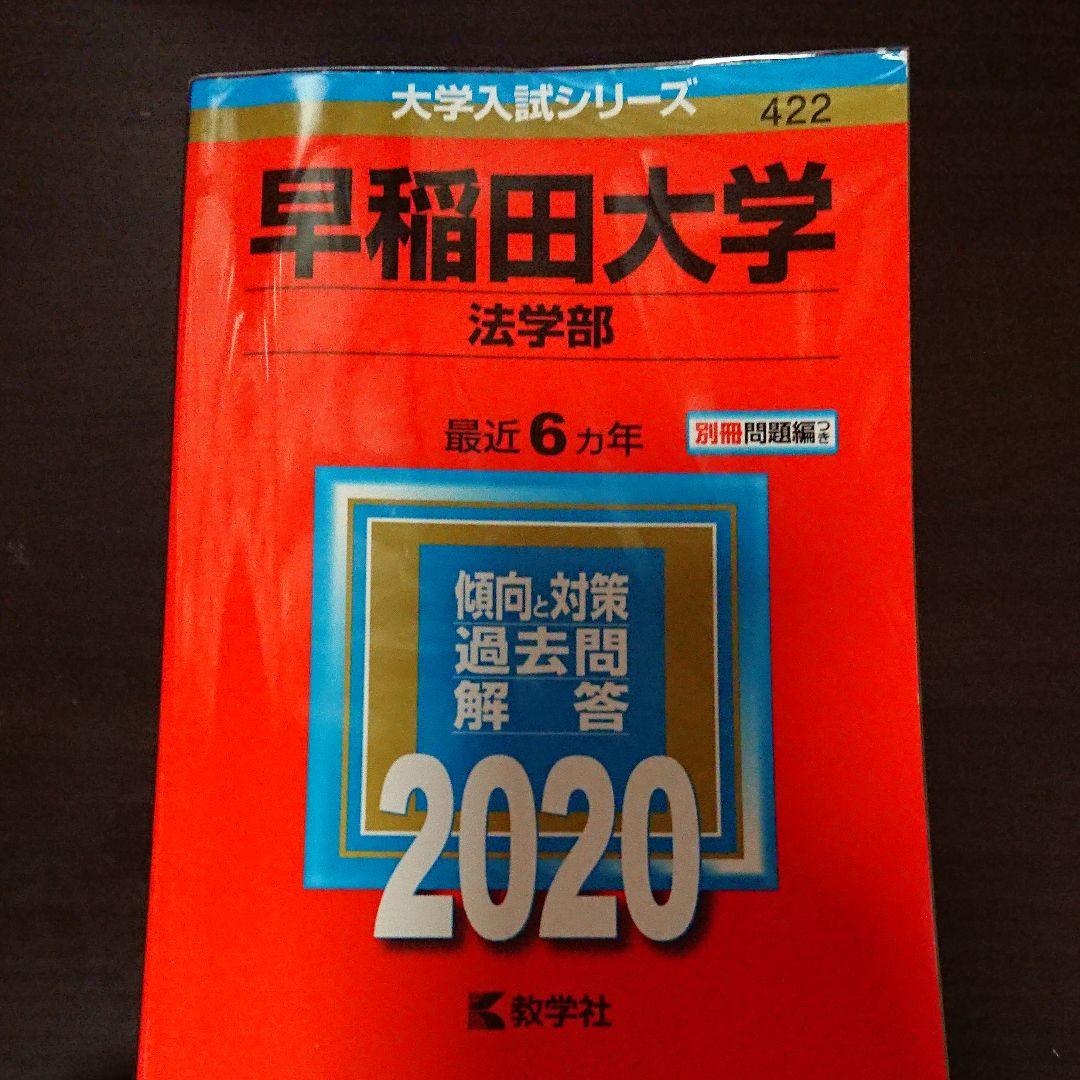 大学入試シリーズ 422
早稲田大学
法学部
最近6カ年 別冊問題編つき
傾向と対策
過去問
解答
2020
教学社